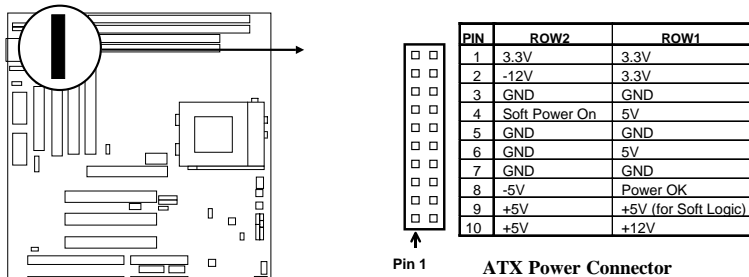 PIN ROW2 ROW1
1 3.3V 3.3V
2 -12V 3.3V
3 GND GND
4 Soft Power On 5V
5 GND GND
6 GND 5V
7 GND GND
8 -5V Power OK
9 +5V +5V (for Soft Logic)
10 +5V +12V
Pin 1
ATX Power Connector